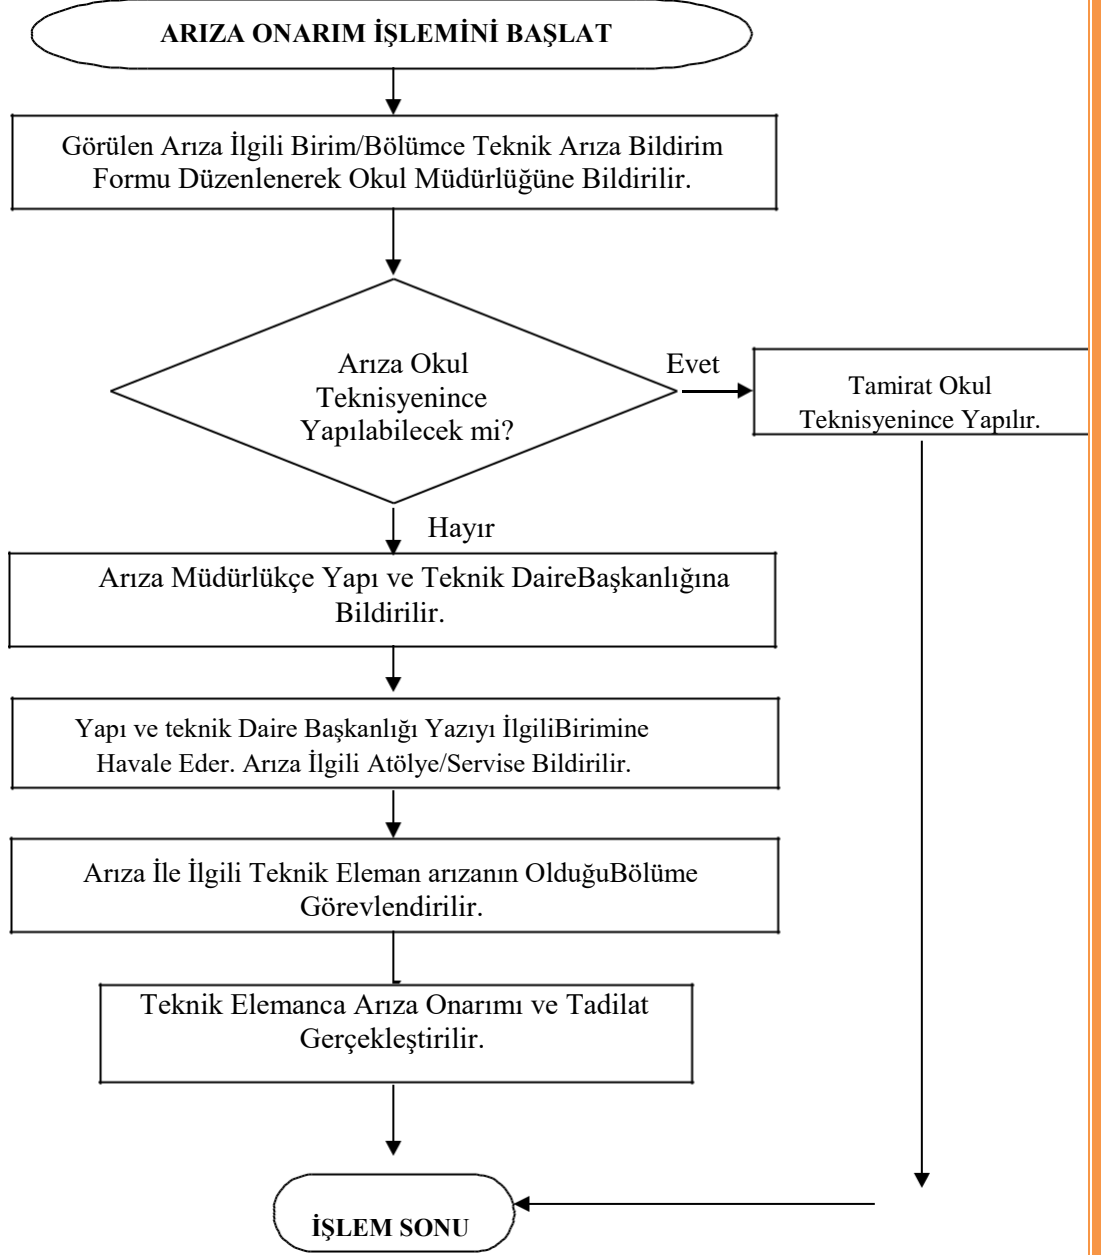 ARIZA ONARIM İŞLEMİNİ BAŞLAT
Görülen Arıza İlgili Birim/Bölümce Teknik Arıza Bildirim
Formu Düzenlenerek Okul Müdürlüğüne Bildirilir.
Arıza Okul
Teknisyenince
Yapılabilecek mi?
Evet
Tamirat Okul
Teknisyenince Yapılır.
Hayır
Arıza Müdürlükçe Yapı ve Teknik DaireBaşkanlığına
Bildirilir.
Yapı ve teknik Daire Başkanlığı Yazıyı İlgiliBirimine
Havale Eder. Arıza İlgili Atölye/Servise Bildirilir.
Arıza İle İlgili Teknik Eleman arızanın OlduğuBölüme
Görevlendirilir.
Teknik Elemanca Arıza Onarımı ve Tadilat
Gerçekleştirilir.
İŞLEM SONU